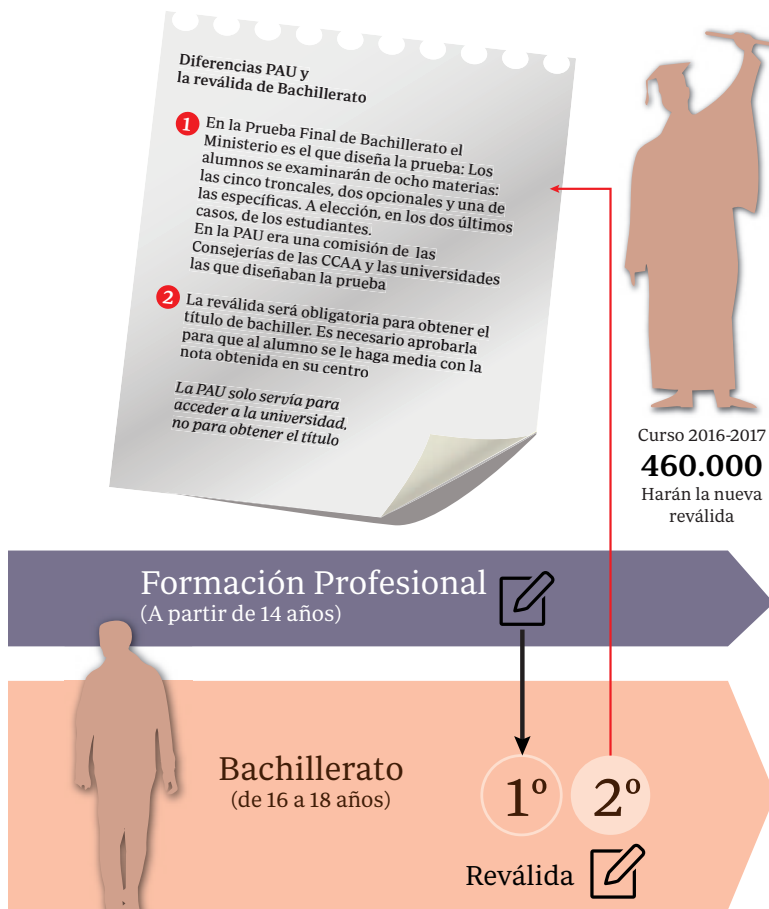 Diferencias PAU y
la reválida de Bachillerato
1 En la Prueba Final de Bachillerato el
Ministerio es el que diseña la prueba: Los
alumnos se examinarán de ocho materias:
las cinco troncales, dos opcionales y una de
las específicas. A elección, en los dos últimos
casos, de los estudiantes.
En la PAU era una comisión de las
Consejerías de las CCAA y las universidades
las que diseñaban la prueba
2 La reválida será obligatoria para obtener el
título de bachiller. Es necesario aprobarla
para que al alumno se le haga media con la
nota obtenida en su centro
La PAU solo servía para
acceder a la universidad,
no para obtener el título
Curso 2016-2017
460.000
Harán la nueva
reválida
Formación Profesional
(A partir de 14 años)
Bachillerato
(de 16 a 18 años)
1º 2º
Reválida